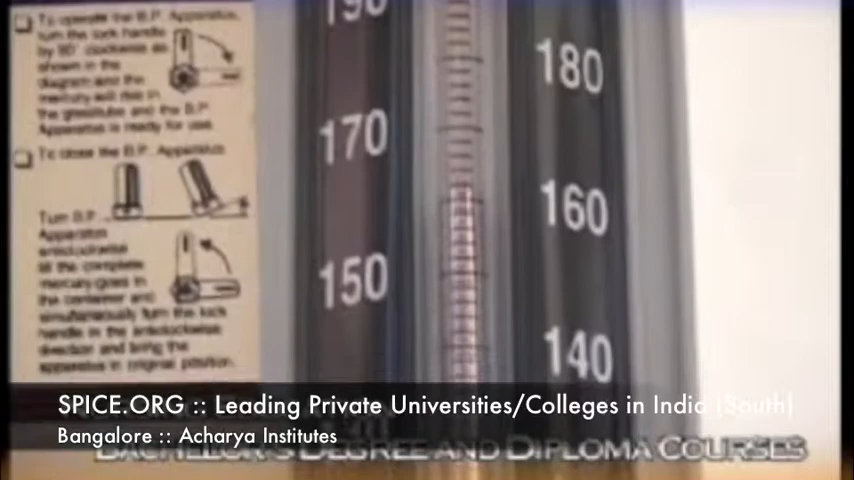 To operate the B.P. Apparatus,
turn the lock handle
by 90° clockwise as
shown in the
diagram and the
mercury will rise in
the glasstube and the B.P
Apparatus is ready for use.
To close the B.P. Apparatus
Turn B.P.
Apparatus
anticlockwise
till the complete
mercury goes in
the container and
simultaneously turn the lock
handle in the anticlockwise
direction and bring the
apparatus in original position.
190
180
170
160
150
140
SPICE.ORG :: Leading Private Universities/Colleges in India (South)
Bangalore :: Acharya Institutes
BACHELOR'S DEGREE AND DIPLOMA COURSES